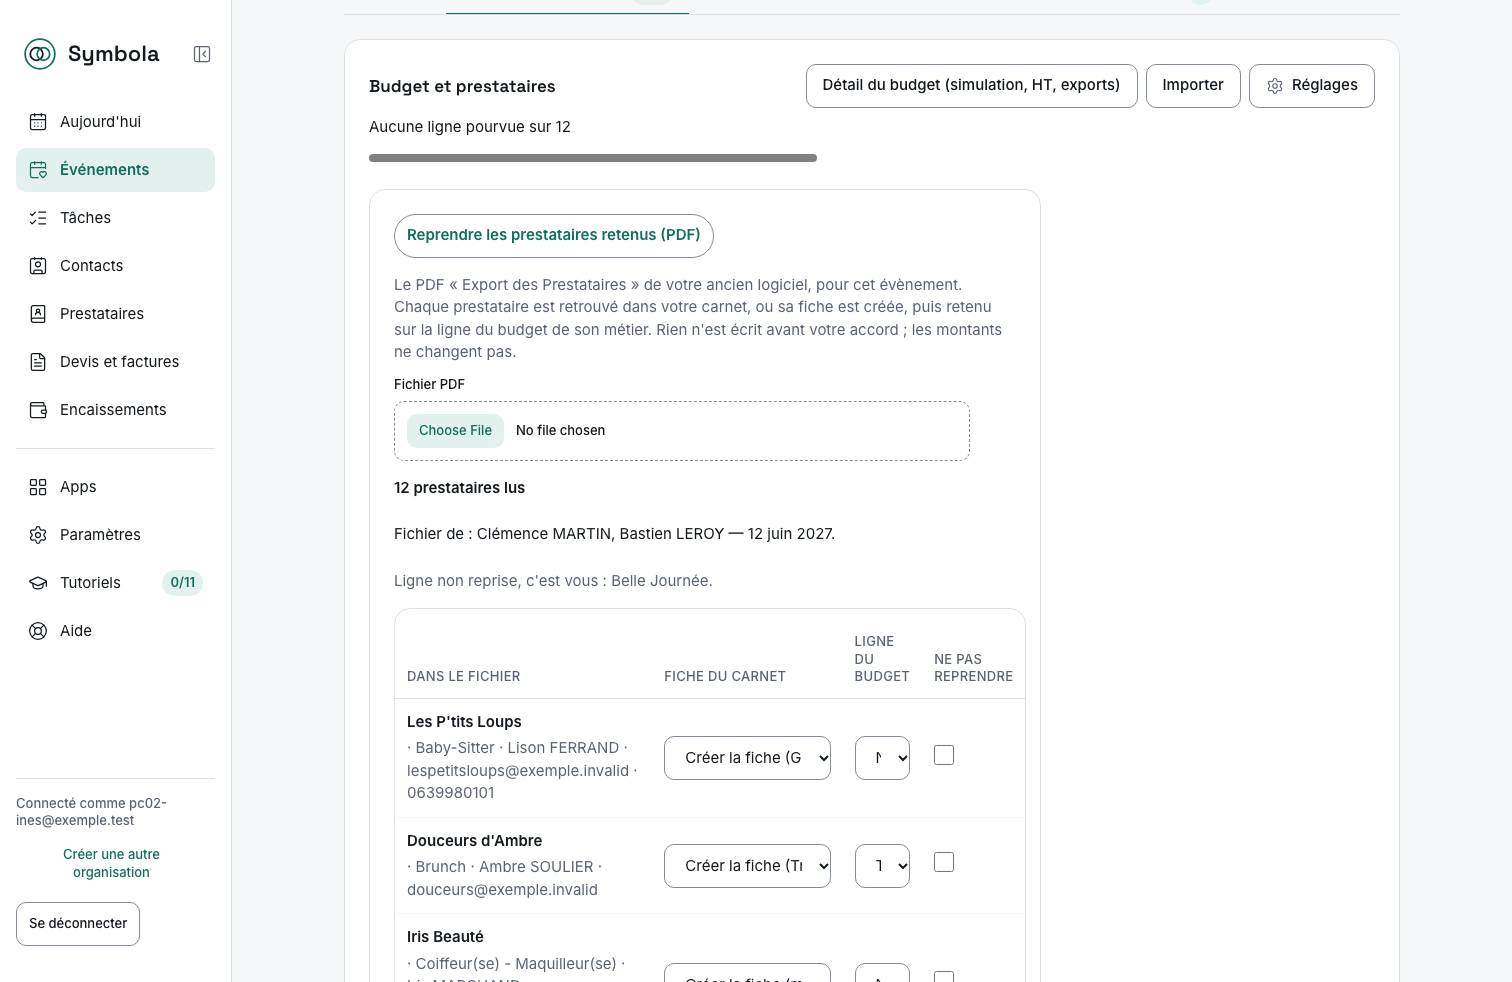 Symbola
Aujourd'hui
Événements
Tâches
Contacts
Prestataires
Devis et factures
Encaissements
Apps
Paramètres
Tutoriels 0/11
Aide
Connecté comme pc02-
ines@exemple.test
Créer une autre
organisation
Se déconnecter
Budget et prestataires
Détail du budget (simulation, HT, exports)
Importer
Réglages
Aucune ligne pourvue sur 12
Reprendre les prestataires retenus (PDF)
Le PDF « Export des Prestataires » de votre ancien logiciel, pour cet évènement.
Chaque prestataire est retrouvé dans votre carnet, ou sa fiche est créée, puis retenu
sur la ligne du budget de son métier. Rien n'est écrit avant votre accord ; les montants
ne changent pas.
Fichier PDF
Choose File No file chosen
12 prestataires lus
Fichier de : Clémence MARTIN, Bastien LEROY — 12 juin 2027.
Ligne non reprise, c'est vous : Belle Journée.
DANS LE FICHIER
FICHE DU CARNET
LIGNE
DU
BUDGET
NE PAS
REPRENDRE
Les P'tits Loups
· Baby-Sitter · Lison FERRAND ·
lespetitsloups@exemple.invalid ·
0639980101
Créer la fiche (G
Douceurs d'Ambre
· Brunch · Ambre SOULIER ·
douceurs@exemple.invalid
Créer la fiche (Tr
Iris Beauté
· Coiffeur(se) - Maquilleur(se) ·